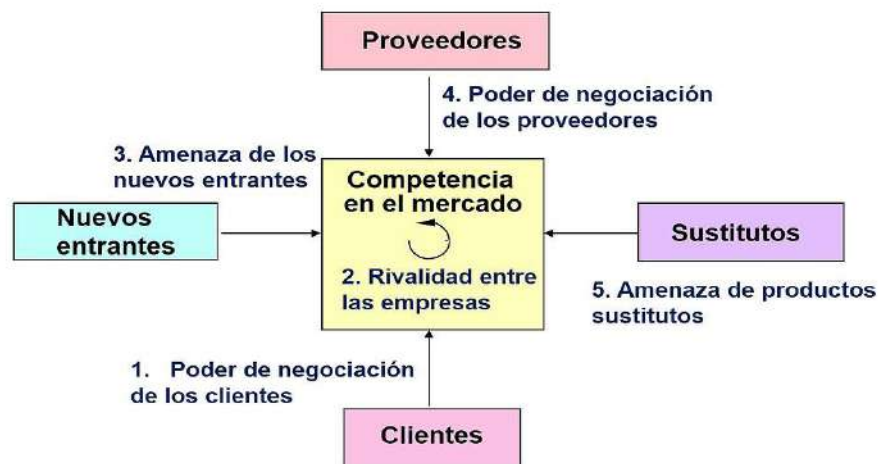 Proveedores
4. Poder de negociación
de los proveedores
3. Amenaza de los
nuevos entrantes
Competencia
en el mercado
Nuevos
entrantes
Sustitutos
2. Rivalidad entre
las empresas
5. Amenaza de productos
sustitutos
1. Poder de negociación
de los clientes
Clientes